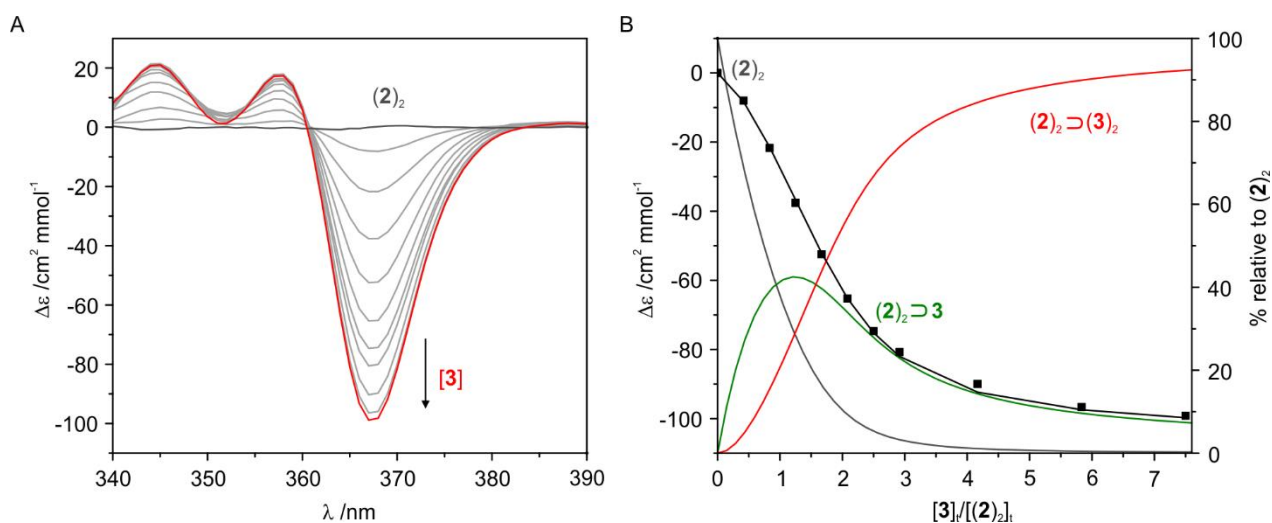 A
20
0
-20
-40
-60
-80
-100
Δε /cm² mmol⁻¹
(2)₂
[3]
340 350 360 370 380 390
λ /nm
B
0
-20
-40
-60
-80
-100
Δε /cm² mmol⁻¹
(2)₂
(2)₂⊃(3)₂
(2)₂⊃3
100
80
60
40
20
0
% relative to (2)₂
0 1 2 3 4 5 6 7
[3]ₜ/[(2)₂]ₜ